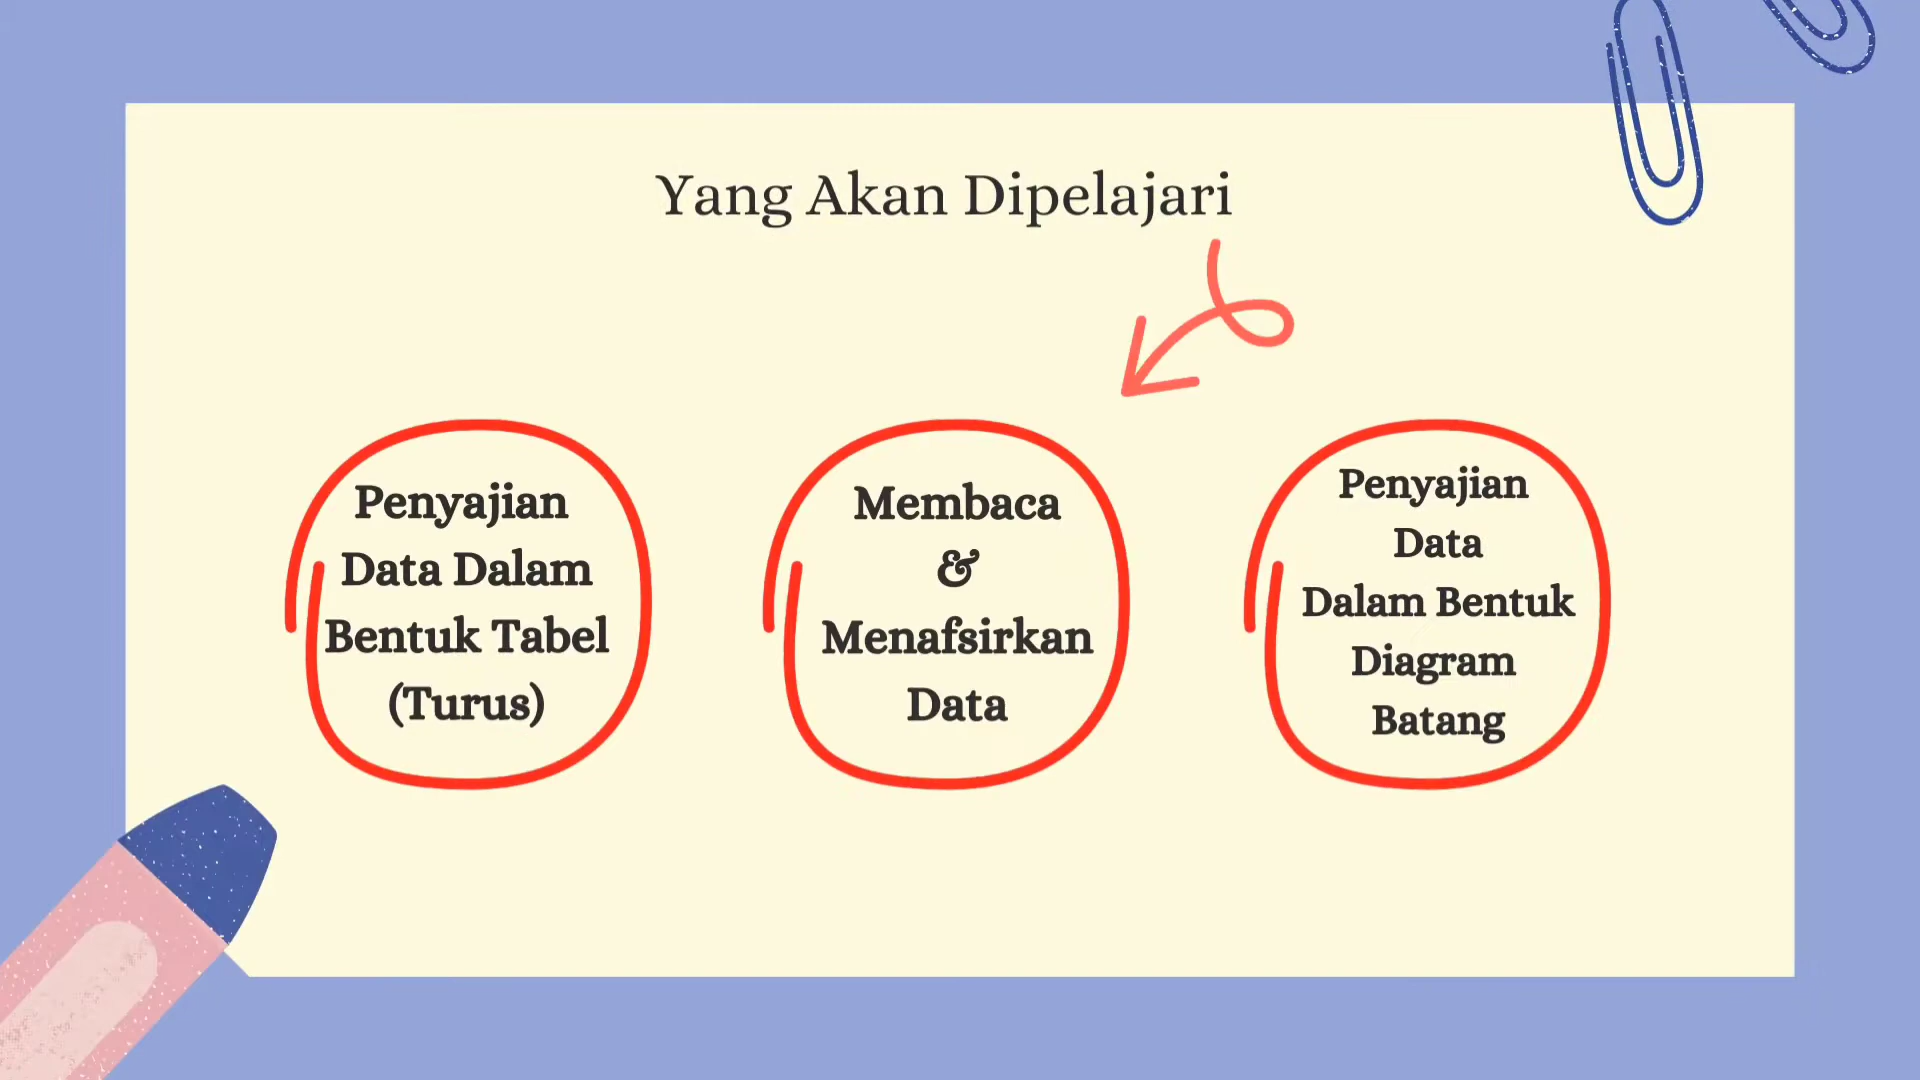 Yang Akan Dipelajari
Penyajian
Data Dalam
Bentuk Tabel
(Turus)
Membaca
&
Menafsirkan
Data
Penyajian
Data
Dalam Bentuk
Diagram
Batang